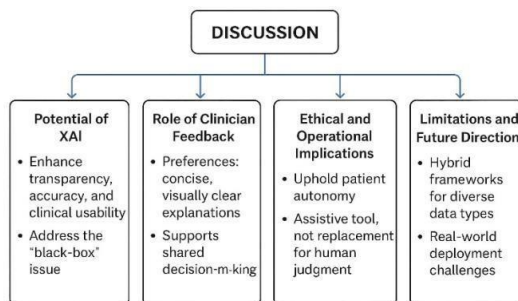 DISCUSSION
Potential of
XAI
• Enhance
transparency,
accuracy, and
clinical usability
• Address the
"black-box"
issue
Role of Clinician
Feedback
• Preferences:
concise,
visually clear
explanations
• Supports
shared
decision-m-king
Ethical and
Operational
Implications
• Uphold patient
autonomy
• Assistive tool,
not replacement
for human
judgment
Limitations and
Future Direction
• Hybrid
frameworks
for diverse
data types
• Real-world
deployment
challenges